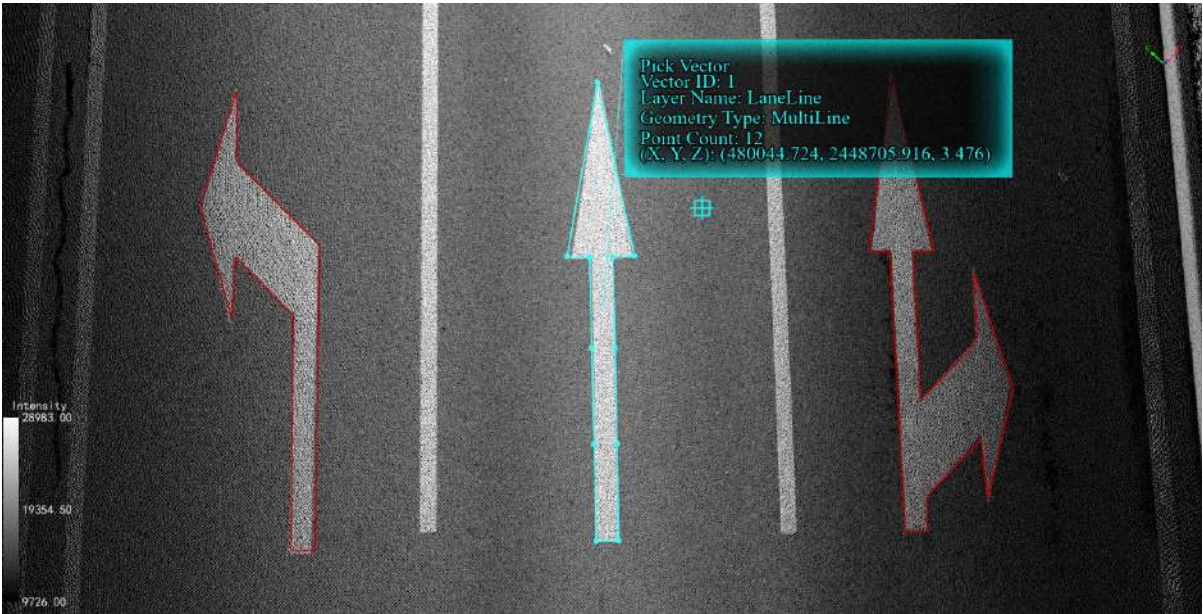 Pick Vector
Vector ID: 1
Layer Name: LaneLine
Geometry Type: MultiLine
Point Count: 12
(X, Y, Z): (480044.724, 2448705.916, 3.476)
Intensity
28983.00
19354.50
9726.00